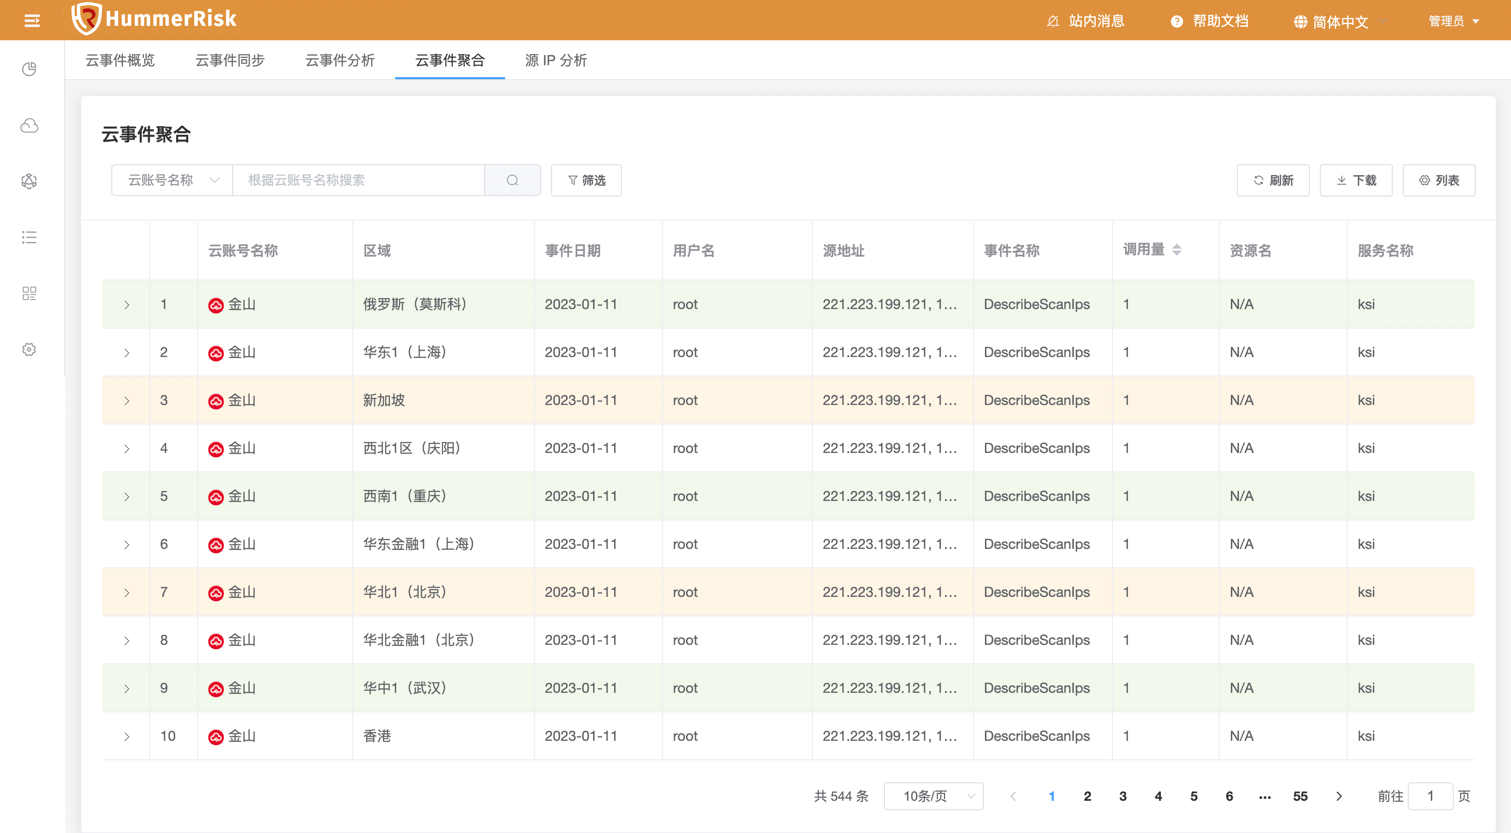 HummerRisk
站内消息 帮助文档 简体中文 管理员
云事件概览 云事件同步 云事件分析 云事件聚合 源 IP 分析
云事件聚合
云账号名称 根据云账号名称搜索 筛选 刷新 下载 列表
云账号名称 区域 事件日期 用户名 源地址 事件名称 调用量 资源名 服务名称
1 金山 俄罗斯（莫斯科） 2023-01-11 root 221.223.199.121, 1... DescribeScanIps 1 N/A ksi
2 金山 华东1（上海） 2023-01-11 root 221.223.199.121, 1... DescribeScanIps 1 N/A ksi
3 金山 新加坡 2023-01-11 root 221.223.199.121, 1... DescribeScanIps 1 N/A ksi
4 金山 西北1区（庆阳） 2023-01-11 root 221.223.199.121, 1... DescribeScanIps 1 N/A ksi
5 金山 西南1（重庆） 2023-01-11 root 221.223.199.121, 1... DescribeScanIps 1 N/A ksi
6 金山 华东金融1（上海） 2023-01-11 root 221.223.199.121, 1... DescribeScanIps 1 N/A ksi
7 金山 华北1（北京） 2023-01-11 root 221.223.199.121, 1... DescribeScanIps 1 N/A ksi
8 金山 华北金融1（北京） 2023-01-11 root 221.223.199.121, 1... DescribeScanIps 1 N/A ksi
9 金山 华中1（武汉） 2023-01-11 root 221.223.199.121, 1... DescribeScanIps 1 N/A ksi
10 金山 香港 2023-01-11 root 221.223.199.121, 1... DescribeScanIps 1 N/A ksi
共 544 条 10条/页 1 2 3 4 5 6 ... 55 前往 1 页